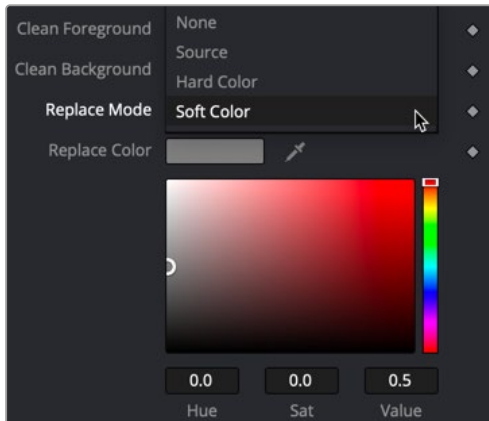 Clean Foreground
None
Source
Clean Background
Hard Color
Replace Mode
Soft Color
Replace Color
0.0 0.0 0.5
Hue Sat Value